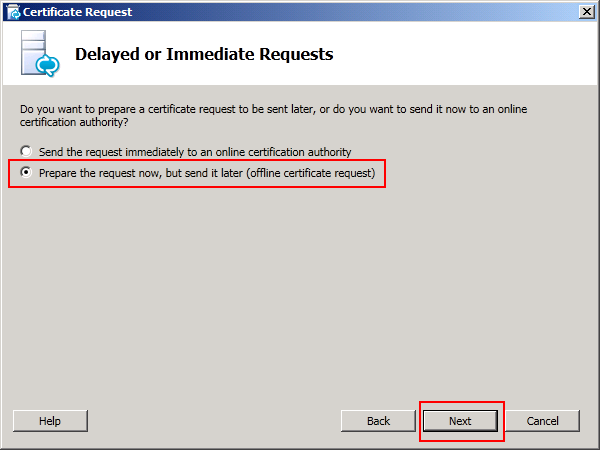 Certificate Request
Delayed or Immediate Requests
Do you want to prepare a certificate request to be sent later, or do you want to send it now to an online
certification authority?
Send the request immediately to an online certification authority
Prepare the request now, but send it later (offline certificate request)
Help
Back
Next
Cancel